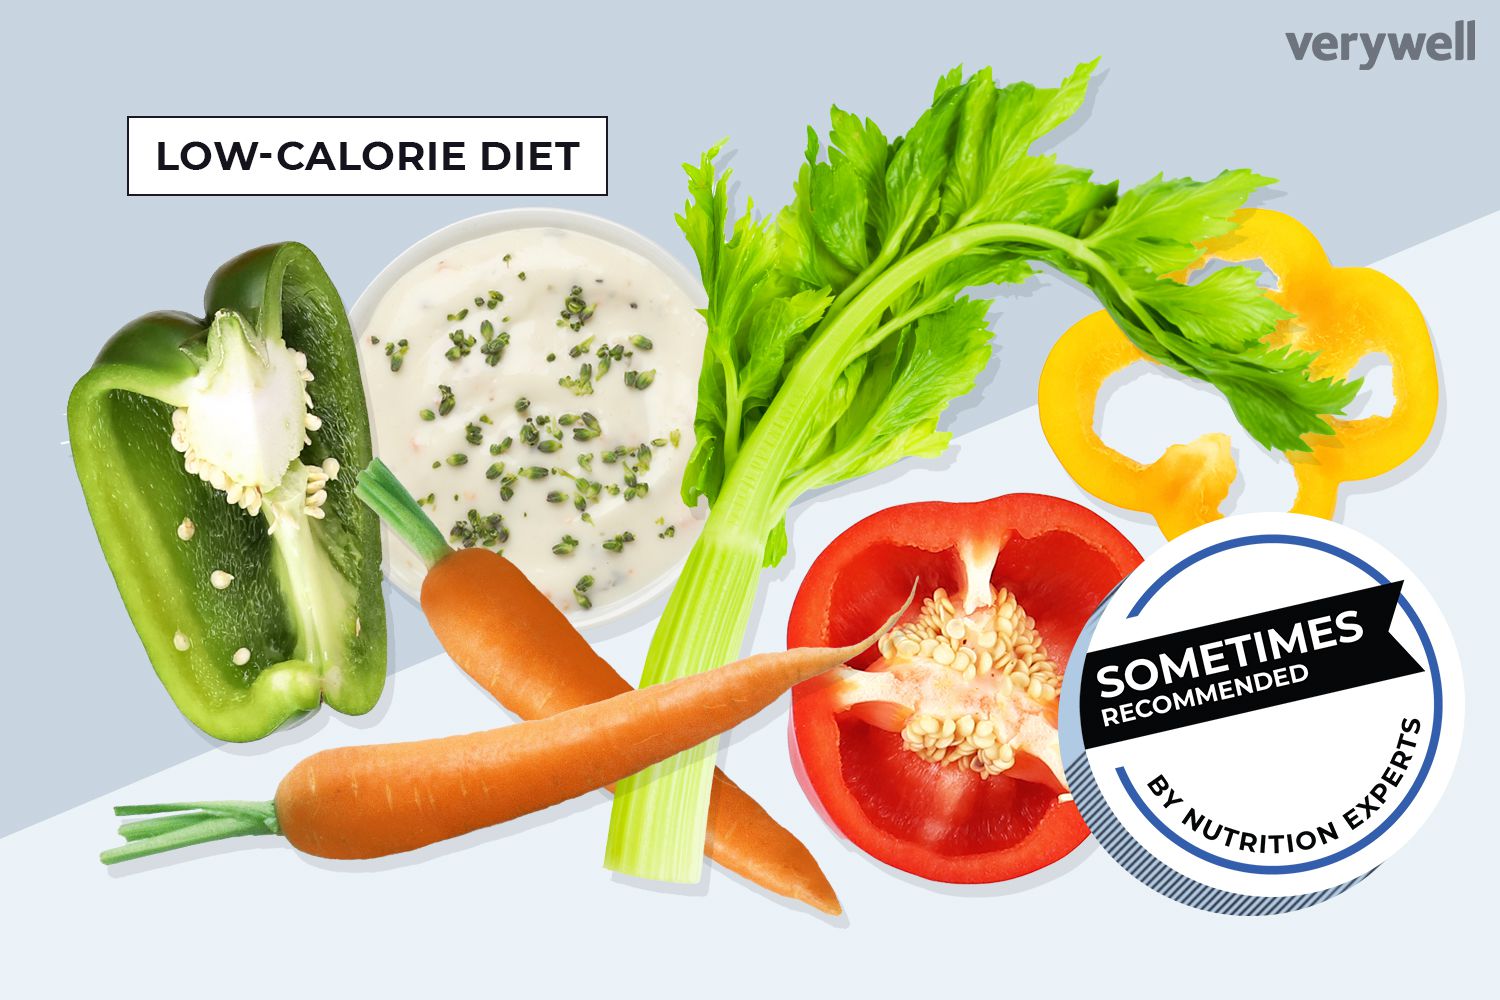 verywell
LOW-CALORIE DIET
SOMETIMES
RECOMMENDED
BY NUTRITION EXPERTS